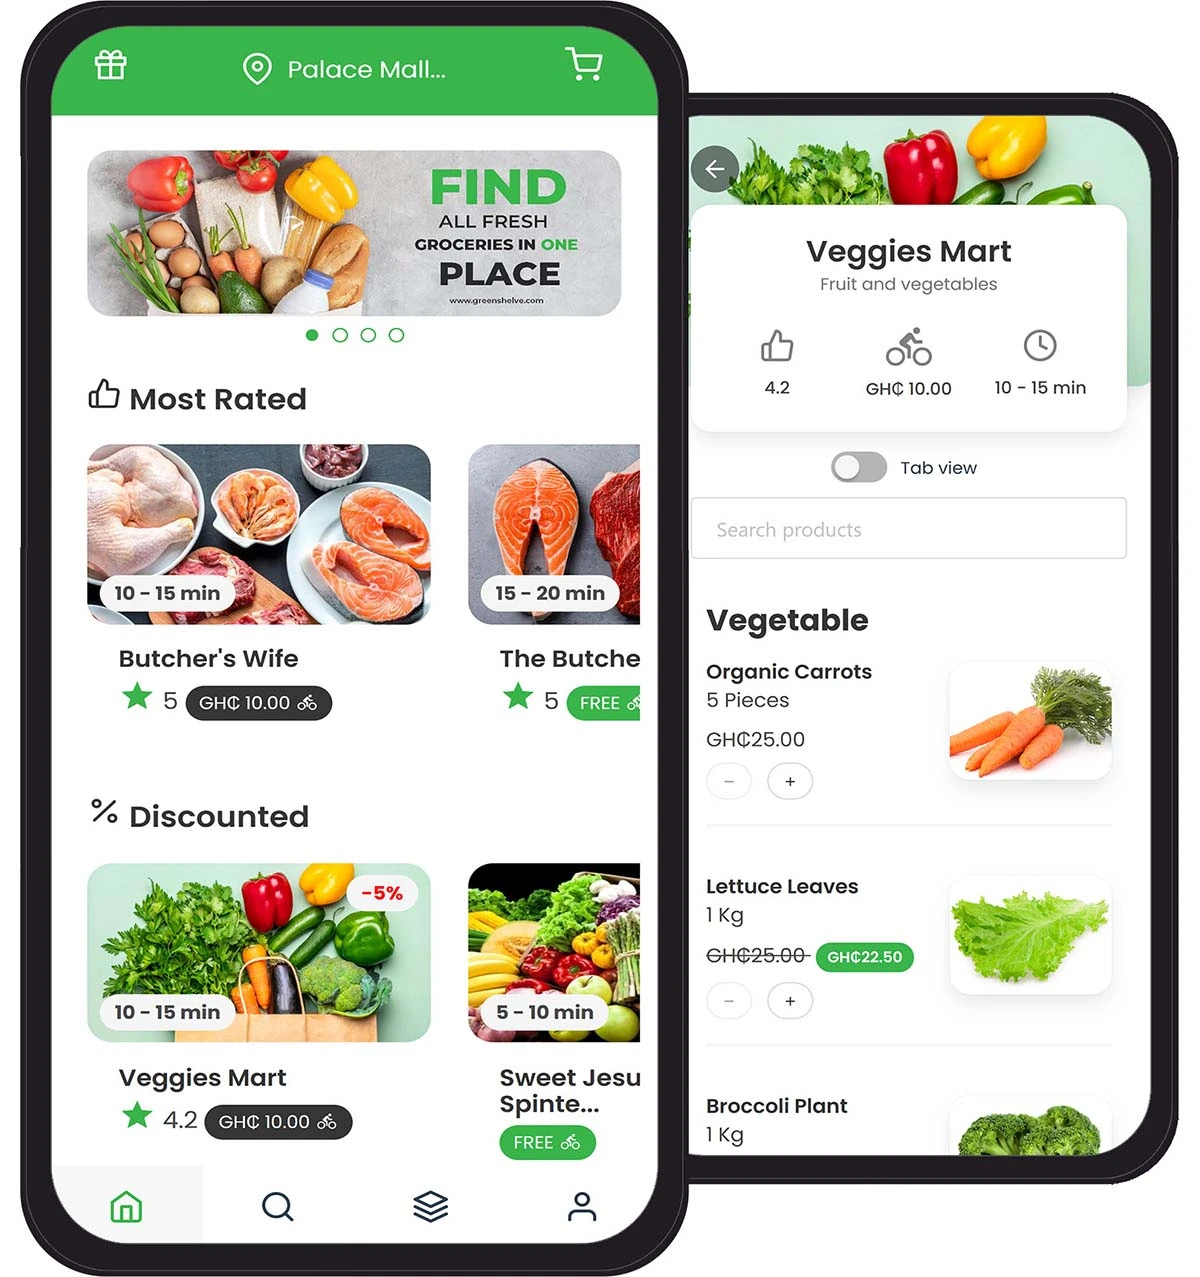 Palace Mall...
FIND
ALL FRESH
GROCERIES IN ONE
PLACE
www.greenshelve.com
Most Rated
10 - 15 min
Butcher's Wife
5 GH₵ 10.00
15 - 20 min
The Butche
5 FREE
Discounted
-5%
10 - 15 min
Veggies Mart
4.2 GH₵ 10.00
5 - 10 min
Sweet Jesu
Spinte...
FREE
Veggies Mart
Fruit and vegetables
4.2 GH₵ 10.00 10 - 15 min
Tab view
Search products
Vegetable
Organic Carrots
5 Pieces
GH₵25.00
- +
Lettuce Leaves
1 Kg
GH₵25.00 GH₵22.50
- +
Broccoli Plant
1 Kg